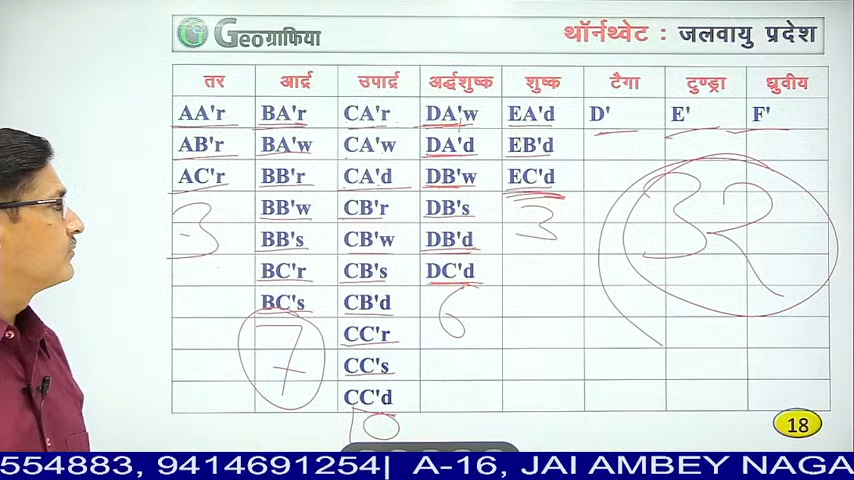 Geoग्राफिया
थॉर्नथ्वेट : जलवायु प्रदेश
तर आर्द्र उपार्द्र अर्द्धशुष्क शुष्क टैगा टुण्ड्रा ध्रुवीय
AA'r BA'r CA'r DA'w EA'd D' E' F'
AB'r BA'w CA'w DA'd EB'd
AC'r BB'r CA'd DB'w EC'd
BB'w CB'r DB's
BB's CB'w DB'd
BC'r CB's DC'd
BC's CB'd
CC'r
CC's
CC'd
3 7 10 6 3 32
18
554883, 9414691254| A-16, JAI AMBEY NAGA